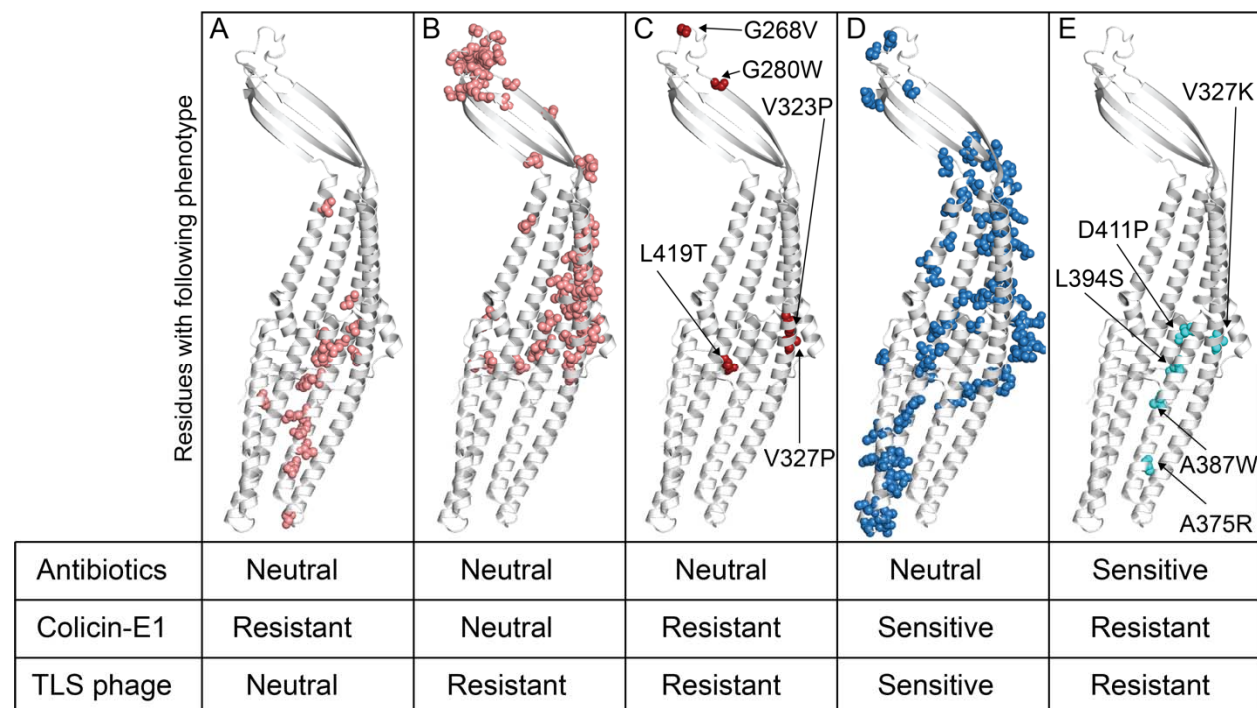 Residues with following phenotype
A
B
C
D
E
G268V
G280W
V323P
L419T
V327P
V327K
D411P
L394S
A387W
A375R
Antibiotics Neutral Neutral Neutral Neutral Sensitive
Colicin-E1 Resistant Neutral Resistant Sensitive Resistant
TLS phage Neutral Resistant Resistant Sensitive Resistant